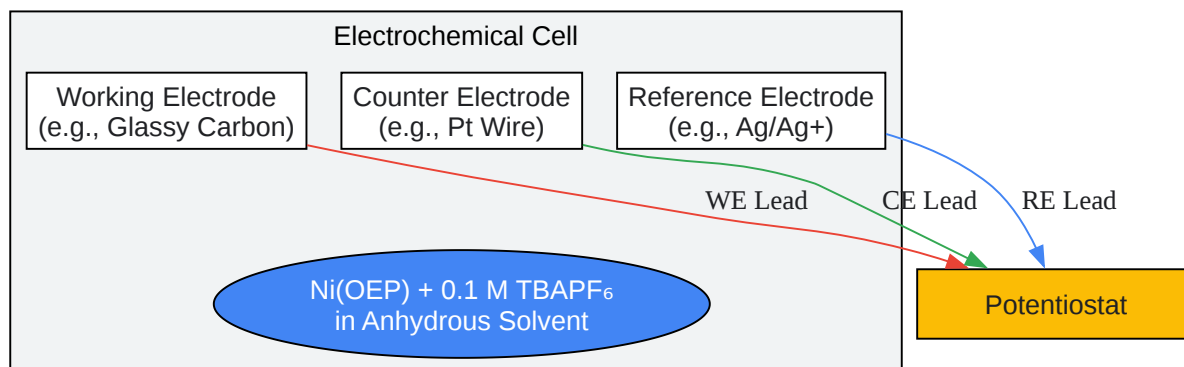 Electrochemical Cell
Working Electrode
(e.g., Glassy Carbon)
Counter Electrode
(e.g., Pt Wire)
Reference Electrode
(e.g., Ag/Ag+)
WE Lead
CE Lead
RE Lead
Ni(OEP) + 0.1 M TBAPF₆
in Anhydrous Solvent
Potentiostat